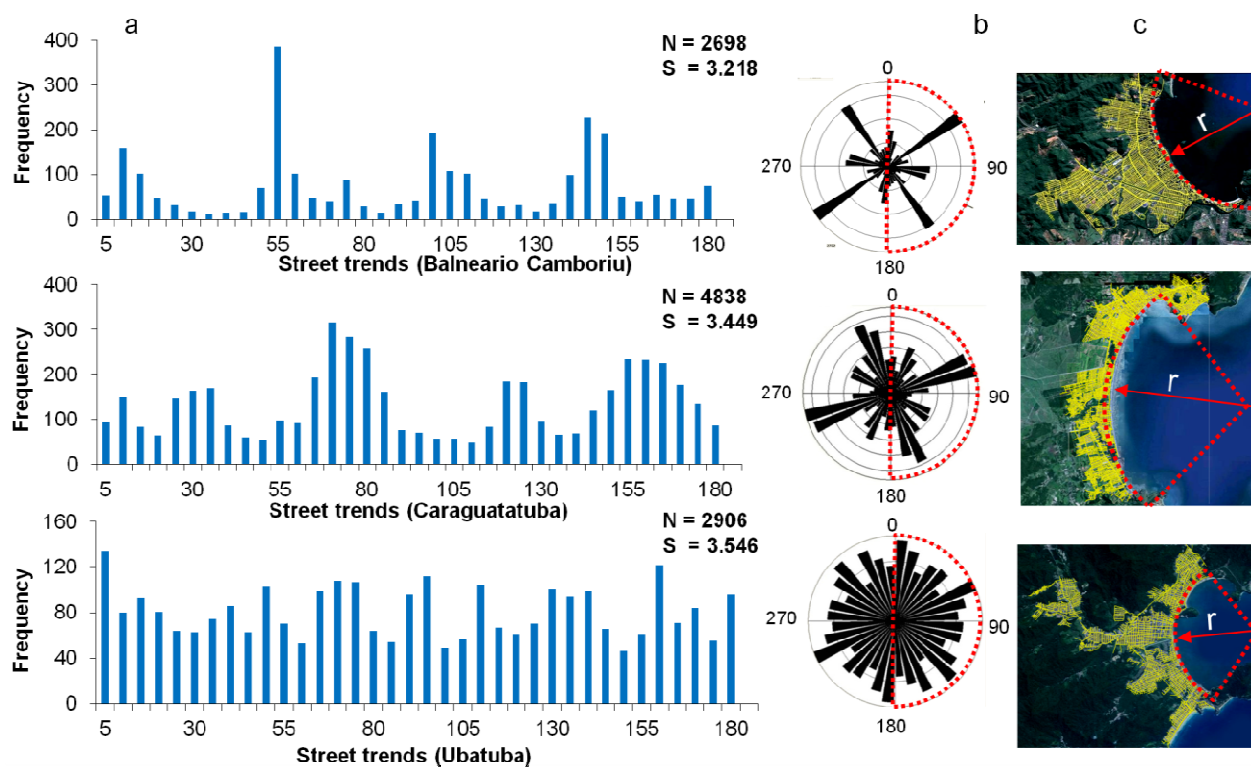 a
b
c
400
300
200
100
0
Frequency
N = 2698
S = 3.218
5 30 55 80 105 130 155 180
Street trends (Balneario Camboriu)
0
270
90
180
r
400
300
200
100
0
Frequency
N = 4838
S = 3.449
5 30 55 80 105 130 155 180
Street trends (Caraguatatuba)
0
270
90
180
r
160
120
80
40
0
Frequency
N = 2906
S = 3.546
5 30 55 80 105 130 155 180
Street trends (Ubatuba)
0
270
90
180
r